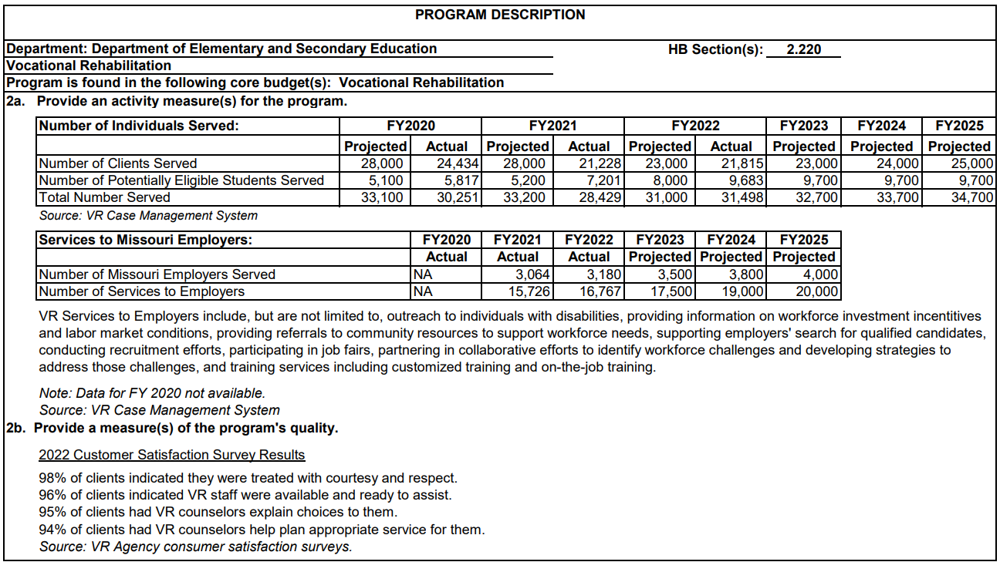 PROGRAM DESCRIPTION
Department: Department of Elementary and Secondary Education HB Section(s): 2.220
Vocational Rehabilitation
Program is found in the following core budget(s): Vocational Rehabilitation
2a. Provide an activity measure(s) for the program.
Number of Individuals Served: FY2020 FY2021 FY2022 FY2023 FY2024 FY2025
Projected Actual Projected Actual Projected Actual Projected Projected Projected
Number of Clients Served 28,000 24,434 28,000 21,228 23,000 21,815 23,000 24,000 25,000
Number of Potentially Eligible Students Served 5,100 5,817 5,200 7,201 8,000 9,683 9,700 9,700 9,700
Total Number Served 33,100 30,251 33,200 28,429 31,000 31,498 32,700 33,700 34,700
Source: VR Case Management System
Services to Missouri Employers: FY2020 FY2021 FY2022 FY2023 FY2024 FY2025
Actual Actual Actual Projected Projected Projected
Number of Missouri Employers Served NA 3,064 3,180 3,500 3,800 4,000
Number of Services to Employers NA 15,726 16,767 17,500 19,000 20,000
VR Services to Employers include, but are not limited to, outreach to individuals with disabilities, providing information on workforce investment incentives
and labor market conditions, providing referrals to community resources to support workforce needs, supporting employers' search for qualified candidates,
conducting recruitment efforts, participating in job fairs, partnering in collaborative efforts to identify workforce challenges and developing strategies to
address those challenges, and training services including customized training and on-the-job training.
Note: Data for FY 2020 not available.
Source: VR Case Management System
2b. Provide a measure(s) of the program's quality.
2022 Customer Satisfaction Survey Results
98% of clients indicated they were treated with courtesy and respect.
96% of clients indicated VR staff were available and ready to assist.
95% of clients had VR counselors explain choices to them.
94% of clients had VR counselors help plan appropriate service for them.
Source: VR Agency consumer satisfaction surveys.